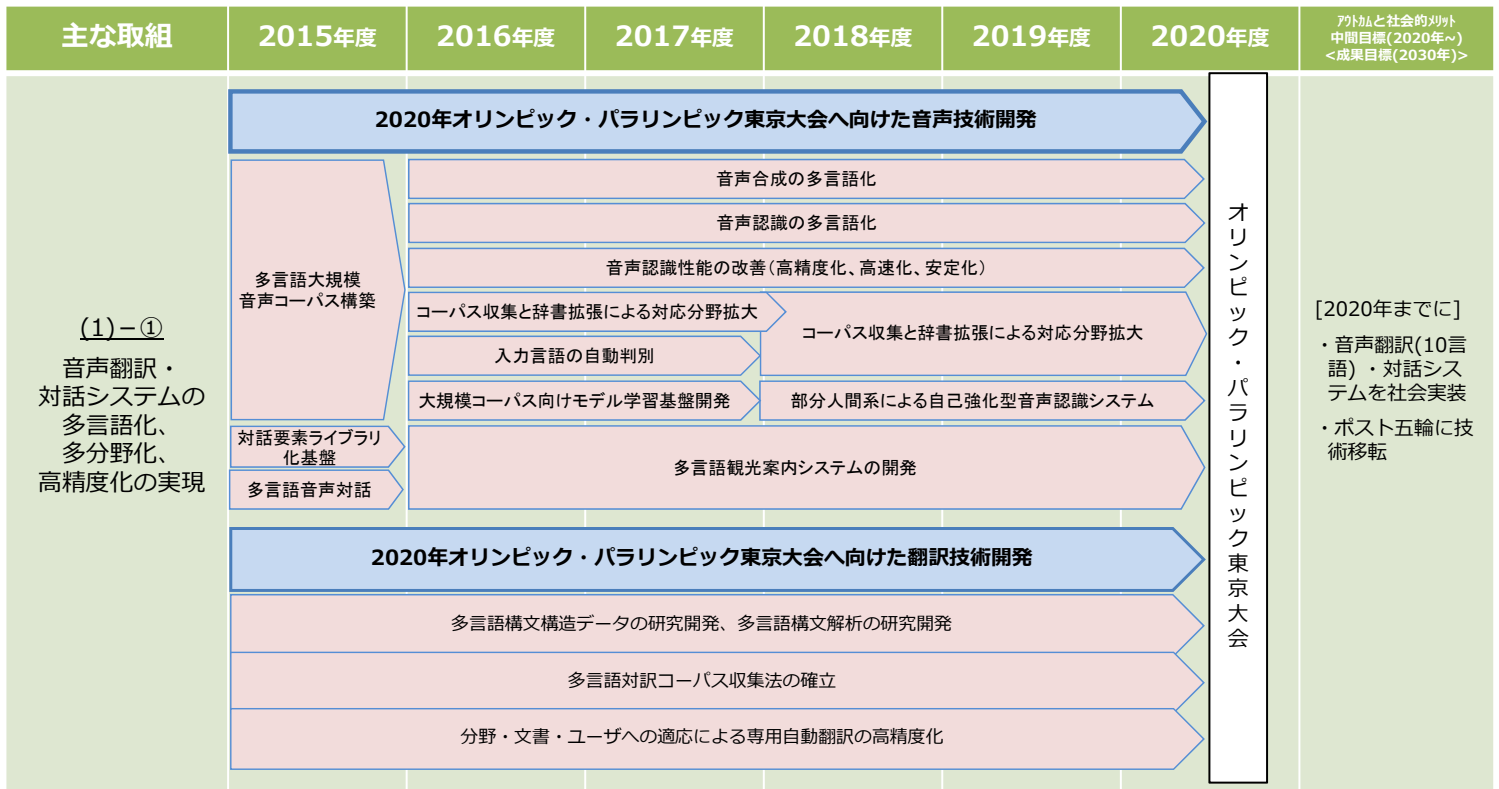 主な取組
2015年度
2016年度
2017年度
2018年度
2019年度
2020年度
ｱｳﾄｶﾑと社会的ﾒﾘｯﾄ
中間目標(2020年~)
<成果目標(2030年)>
(1)－①
音声翻訳・
対話システムの
多言語化、
多分野化、
高精度化の実現
2020年オリンピック・パラリンピック東京大会へ向けた音声技術開発
多言語大規模
音声コーパス構築
音声合成の多言語化
音声認識の多言語化
音声認識性能の改善（高精度化、高速化、安定化）
コーパス収集と辞書拡張による対応分野拡大
コーパス収集と辞書拡張による対応分野拡大
入力言語の自動判別
大規模コーパス向けモデル学習基盤開発
部分人間系による自己強化型音声認識システム
対話要素ライブラリ
化基盤
多言語音声対話
多言語観光案内システムの開発
2020年オリンピック・パラリンピック東京大会へ向けた翻訳技術開発
多言語構文構造データの研究開発、多言語構文解析の研究開発
多言語対訳コーパス収集法の確立
分野・文書・ユーザへの適応による専用自動翻訳の高精度化
オリンピック・パラリンピック東京大会
[2020年までに]
・音声翻訳(10言
語) ・対話シス
テムを社会実装
・ポスト五輪に技
術移転